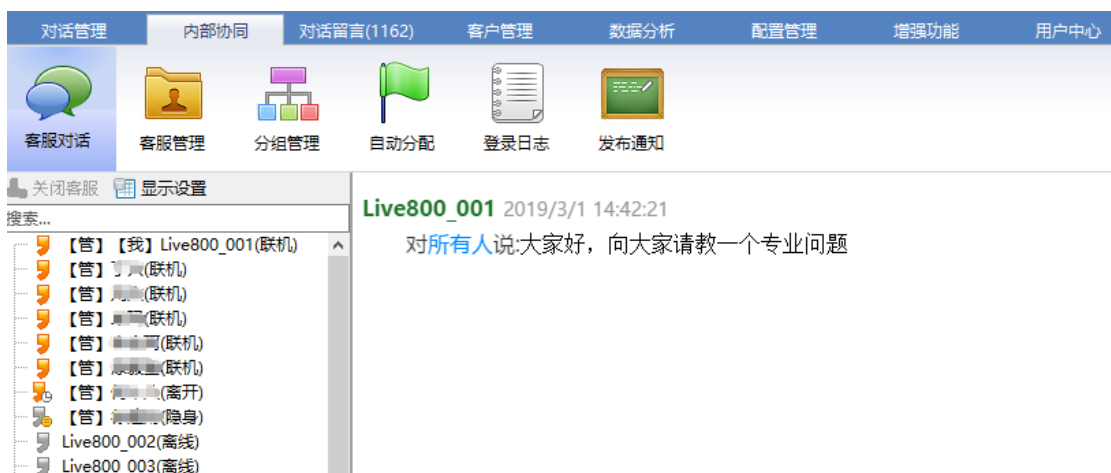 对话管理 内部协同 对话留言(1162) 客户管理 数据分析 配置管理 增强功能 用户中心
客服对话 客服管理 分组管理 自动分配 登录日志 发布通知
关闭客服 显示设置
搜索...
【管】【我】Live800_001(联机)
【管】(联机)
【管】(联机)
【管】(联机)
【管】(联机)
【管】(联机)
【管】(离开)
【管】(隐身)
Live800_002(离线)
Live800_003(离线)
Live800_001 2019/3/1 14:42:21
对所有人说:大家好，向大家请教一个专业问题